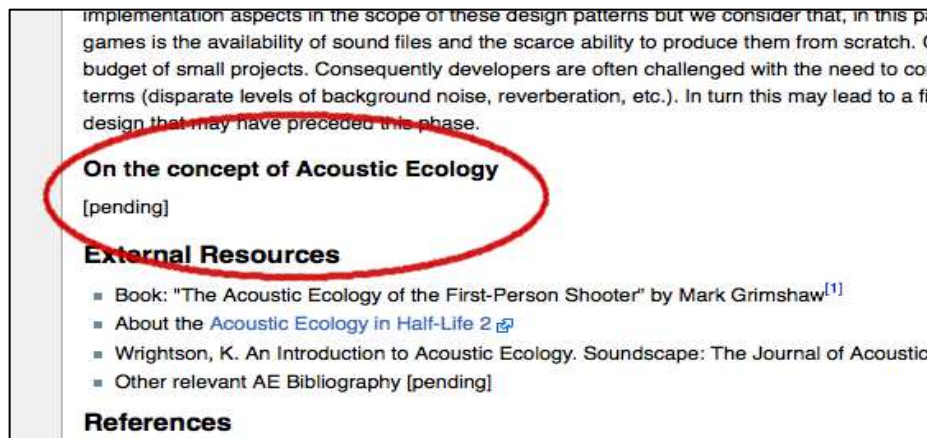 implementation aspects in the scope of these design patterns but we consider that, in this
games is the availability of sound files and the scarce ability to produce them from scratch.
budget of small projects. Consequently developers are often challenged with the need to
terms (disparate levels of background noise, reverberation, etc.). In turn this may lead to a
design that may have preceded this phase.
On the concept of Acoustic Ecology
[pending]
External Resources
Book: "The Acoustic Ecology of the First-Person Shooter" by Mark Grimshaw[1]
About the Acoustic Ecology in Half-Life 2
Wrightson, K. An Introduction to Acoustic Ecology. Soundscape: The Journal of Acoustic
Other relevant AE Bibliography [pending]
References